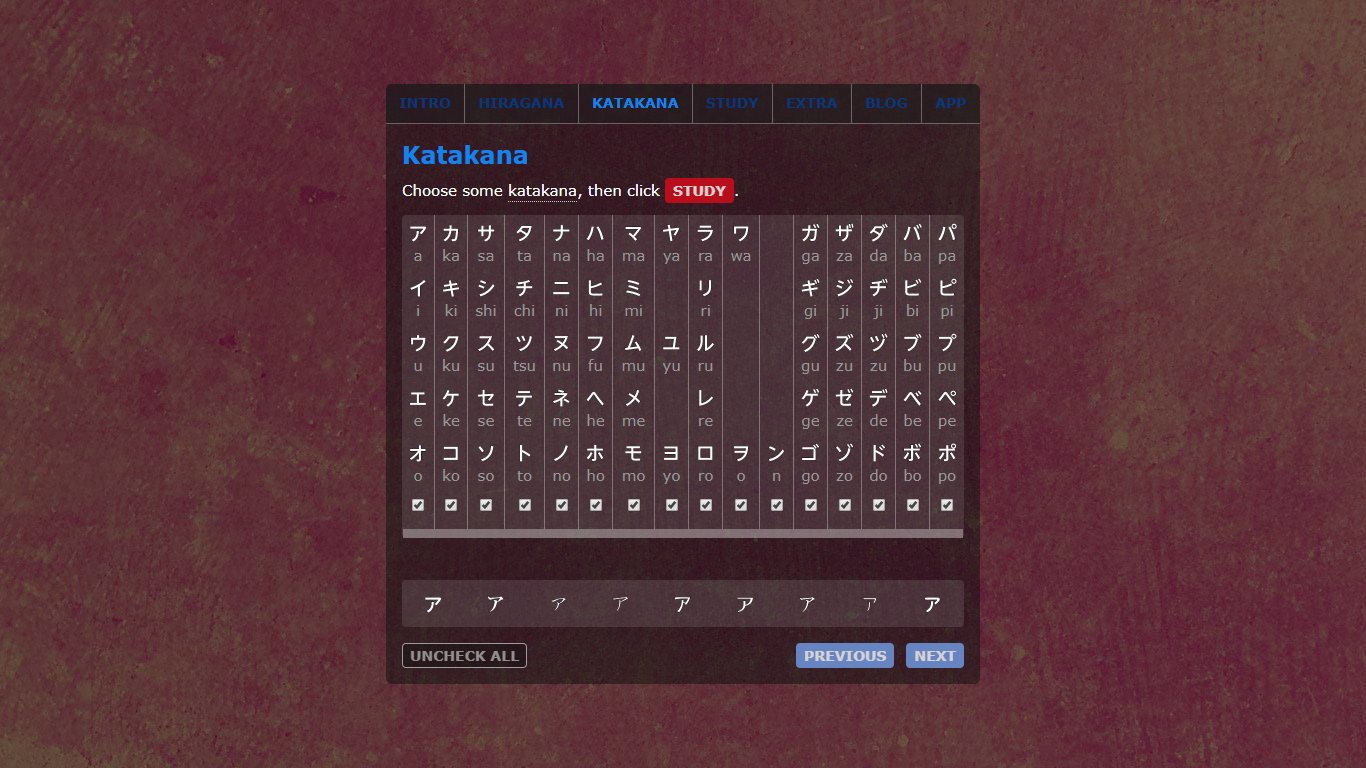 INTRO HIRAGANA KATAKANA STUDY EXTRA BLOG APP
Katakana
Choose some katakana, then click STUDY.
ア カ サ タ ナ ハ マ ヤ ラ ワ ガ ザ ダ バ パ
a ka sa ta na ha ma ya ra wa ga za da ba pa
イ キ シ チ ニ ヒ ミ リ ギ ジ ヂ ビ ピ
i ki shi chi ni hi mi ri gi ji ji bi pi
ウ ク ス ツ ヌ フ ム ユ ル グ ズ ヅ ブ プ
u ku su tsu nu fu mu yu ru gu zu zu bu pu
エ ケ セ テ ネ ヘ メ レ ゲ ゼ デ ベ ペ
e ke se te ne he me re ge ze de be pe
オ コ ソ ト ノ ホ モ ヨ ロ ヲ ン ゴ ゾ ド ボ ポ
o ko so to no ho mo yo ro o n go zo do bo po
ア ア ア ア ア ア ア ア ア
UNCHECK ALL PREVIOUS NEXT